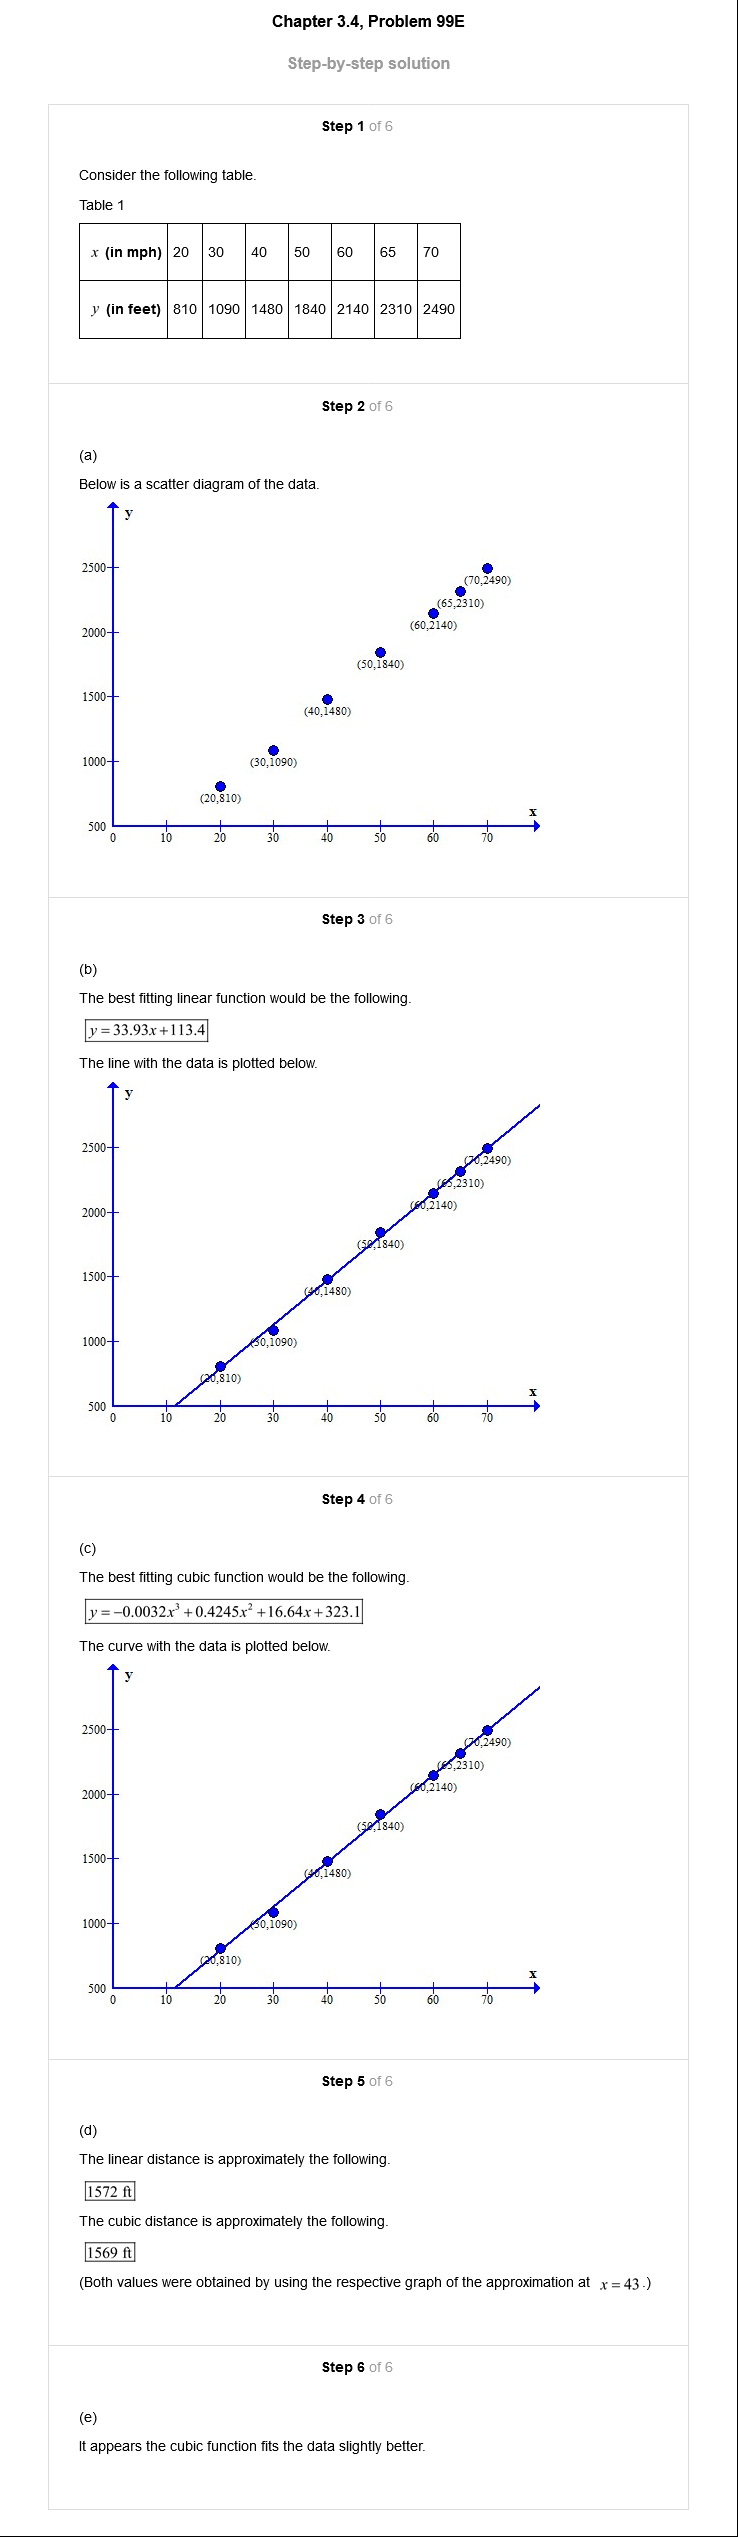 Chapter 3.4, Problem 99E
Step-by-step solution
Step 1 of 6
Consider the following table.
Table 1
x (in mph) 20 30 40 50 60 65 70
y (in feet) 810 1090 1480 1840 2140 2310 2490
Step 2 of 6
(a)
Below is a scatter diagram of the data.
y
2500
(70,2490)
(65,2310)
(60,2140)
2000
(50,1840)
1500
(40,1480)
1000
(30,1090)
(20,810)
x
500
0 10 20 30 40 50 60 70
Step 3 of 6
(b)
The best fitting linear function would be the following.
y = 33.93x + 113.4
The line with the data is plotted below.
y
2500
(70,2490)
(65,2310)
(60,2140)
2000
(50,1840)
1500
(40,1480)
1000
(30,1090)
(20,810)
x
500
0 10 20 30 40 50 60 70
Step 4 of 6
(c)
The best fitting cubic function would be the following.
y = −0.0032x³ + 0.4245x² + 16.64x + 323.1
The curve with the data is plotted below.
y
2500
(70,2490)
(65,2310)
(60,2140)
2000
(50,1840)
1500
(40,1480)
1000
(30,1090)
(20,810)
x
500
0 10 20 30 40 50 60 70
Step 5 of 6
(d)
The linear distance is approximately the following.
1572 ft
The cubic distance is approximately the following.
1569 ft
(Both values were obtained by using the respective graph of the approximation at x = 43 .)
Step 6 of 6
(e)
It appears the cubic function fits the data slightly better.